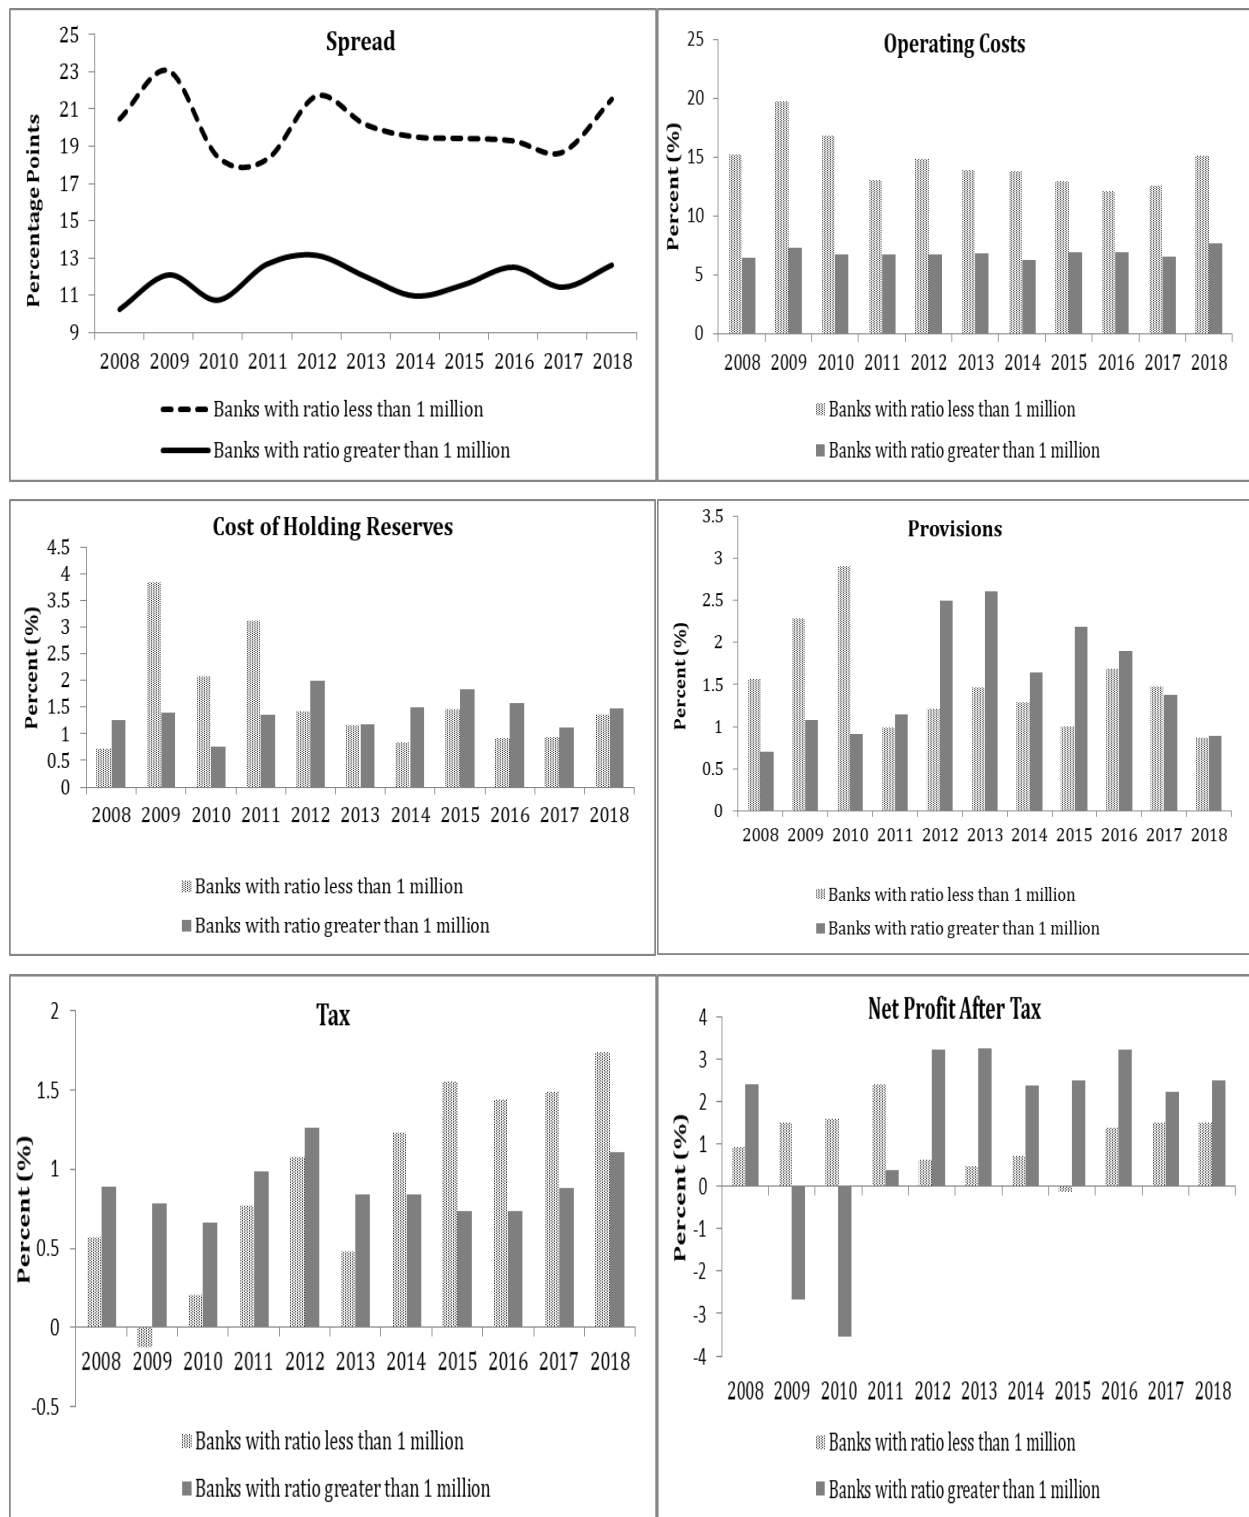 Spread
Percentage Points
25
23
21
19
17
15
13
11
9
2008 2009 2010 2011 2012 2013 2014 2015 2016 2017 2018
Banks with ratio less than 1 million
Banks with ratio greater than 1 million
Operating Costs
Percent (%)
25
20
15
10
5
0
2008 2009 2010 2011 2012 2013 2014 2015 2016 2017 2018
Banks with ratio less than 1 million
Banks with ratio greater than 1 million
Cost of Holding Reserves
Percent (%)
4.5
4
3.5
3
2.5
2
1.5
1
0.5
0
2008 2009 2010 2011 2012 2013 2014 2015 2016 2017 2018
Banks with ratio less than 1 million
Banks with ratio greater than 1 million
Provisions
Percent (%)
3.5
3
2.5
2
1.5
1
0.5
0
2008 2009 2010 2011 2012 2013 2014 2015 2016 2017 2018
Banks with ratio less than 1 million
Banks with ratio greater than 1 million
Tax
Percent (%)
2
1.5
1
0.5
0
-0.5
2008 2009 2010 2011 2012 2013 2014 2015 2016 2017 2018
Banks with ratio less than 1 million
Banks with ratio greater than 1 million
Net Profit After Tax
Percent (%)
4
3
2
1
0
-1
-2
-3
-4
2008 2009 2010 2011 2012 2013 2014 2015 2016 2017 2018
Banks with ratio less than 1 million
Banks with ratio greater than 1 million